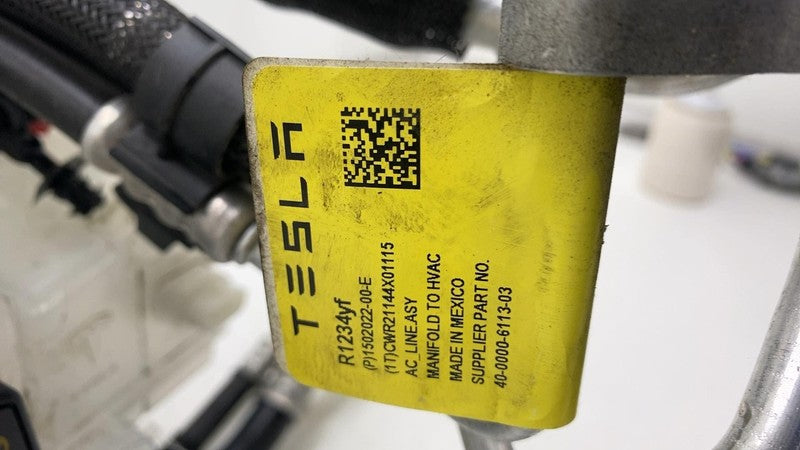 TESLA
R1234yf
(P)1502022-00-E
(1T)CWR21144X01115
AC_LINE,ASY
MANIFOLD TO HVAC
MADE IN MEXICO
SUPPLIER PART NO.
40-0000-6113-03